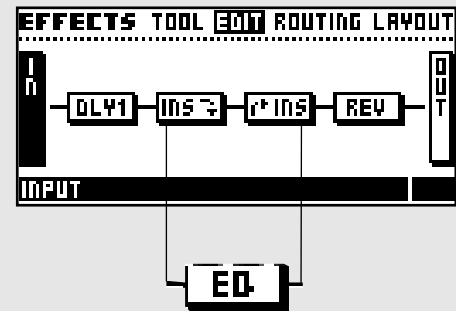 EFFECTS TOOL EDIT ROUTING LAYOUT
In
OUT
DLY1 INS INS REV
INPUT
EQ